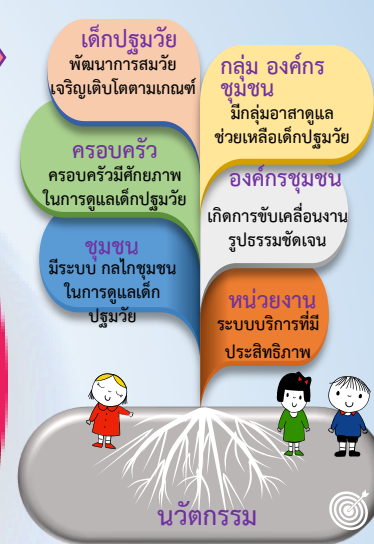 เด็กปฐมวัย
พัฒนาการสมวัย
เจริญเติบโตตามเกณฑ์
กลุ่ม องค์กร
ชุมชน
มีกลุ่มอาสาดูแล
ช่วยเหลือเด็กปฐมวัย
ครอบครัว
ครอบครัวมีศักยภาพ
ในการดูแลเด็กปฐมวัย
องค์กรชุมชน
เกิดการขับเคลื่อนงาน
รูปธรรมชัดเจน
ชุมชน
มีระบบ กลไกชุมชน
ในการดูแลเด็ก
ปฐมวัย
หน่วยงาน
ระบบบริการที่มี
ประสิทธิภาพ
นวัตกรรม